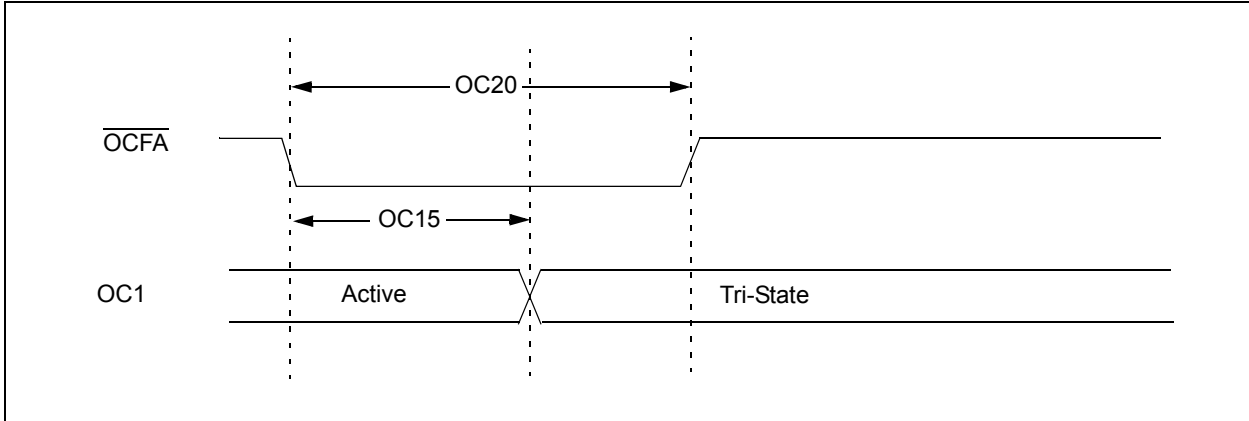 OC20
OCFA
OC15
OC1
Active
Tri-State